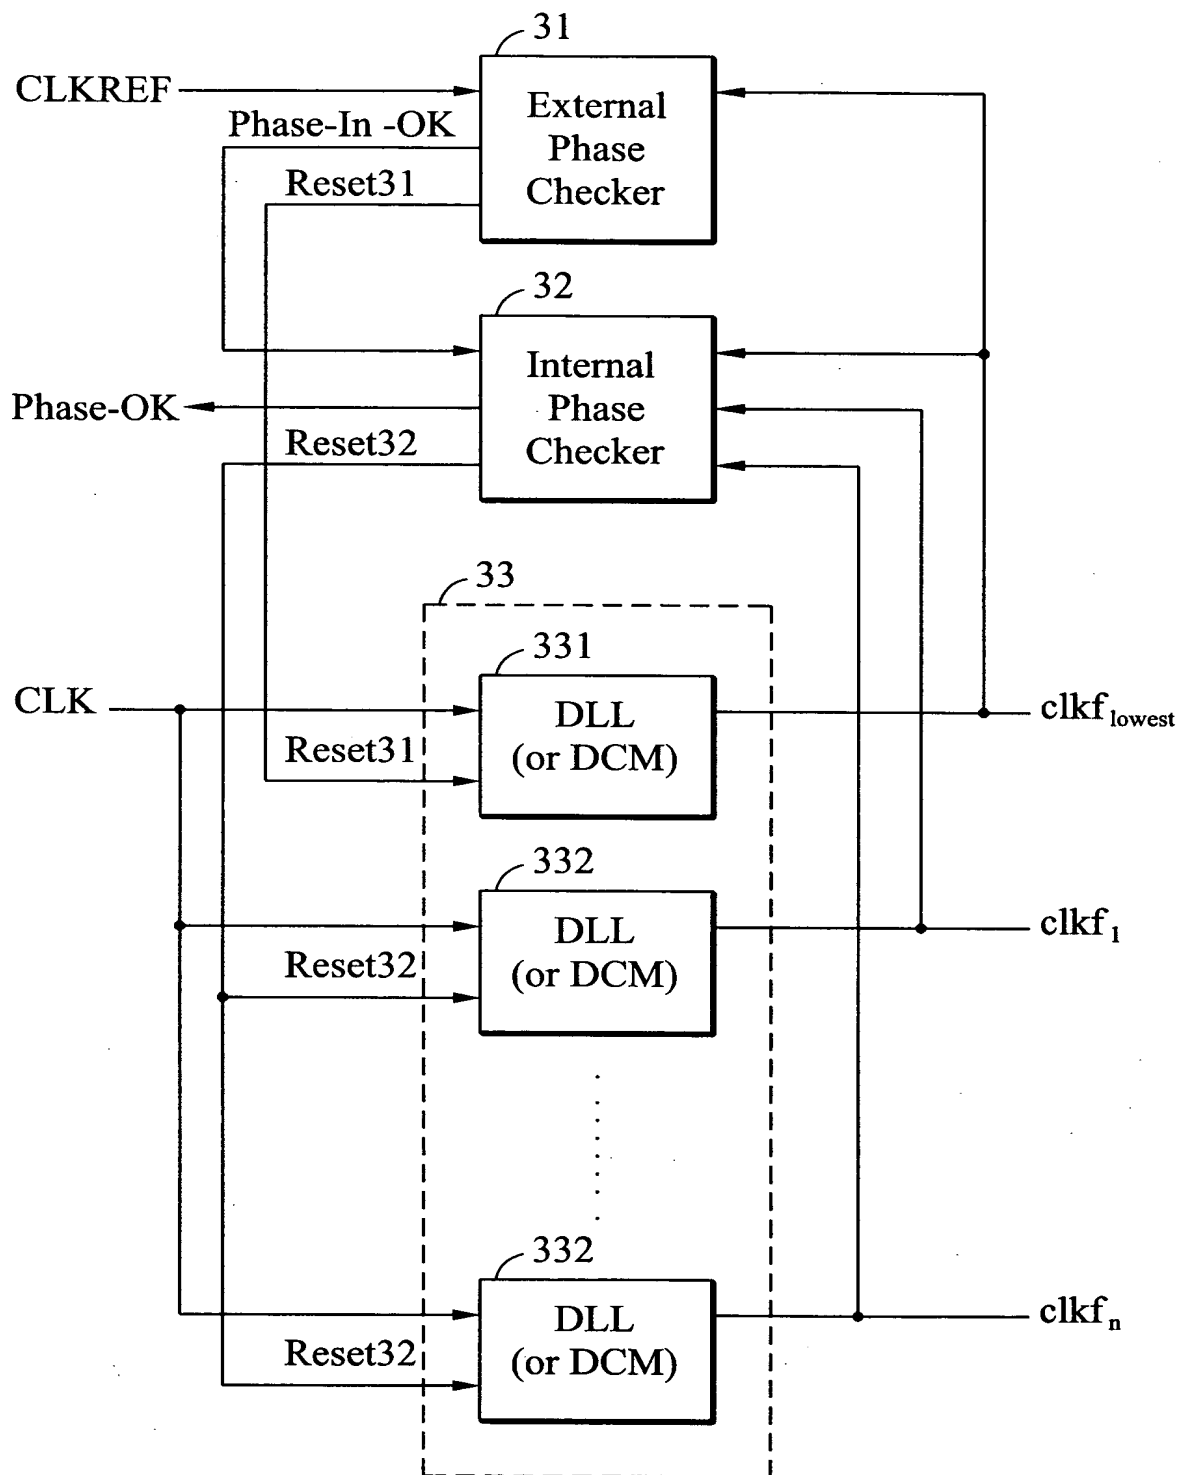 31
CLKREF
External
Phase
Checker
Phase-In -OK
Reset31
32
Internal
Phase
Checker
Phase-OK
Reset32
33
331
CLK
DLL
(or DCM)
clkf lowest
Reset31
332
DLL
(or DCM)
clkf 1
Reset32
332
DLL
(or DCM)
clkf n
Reset32